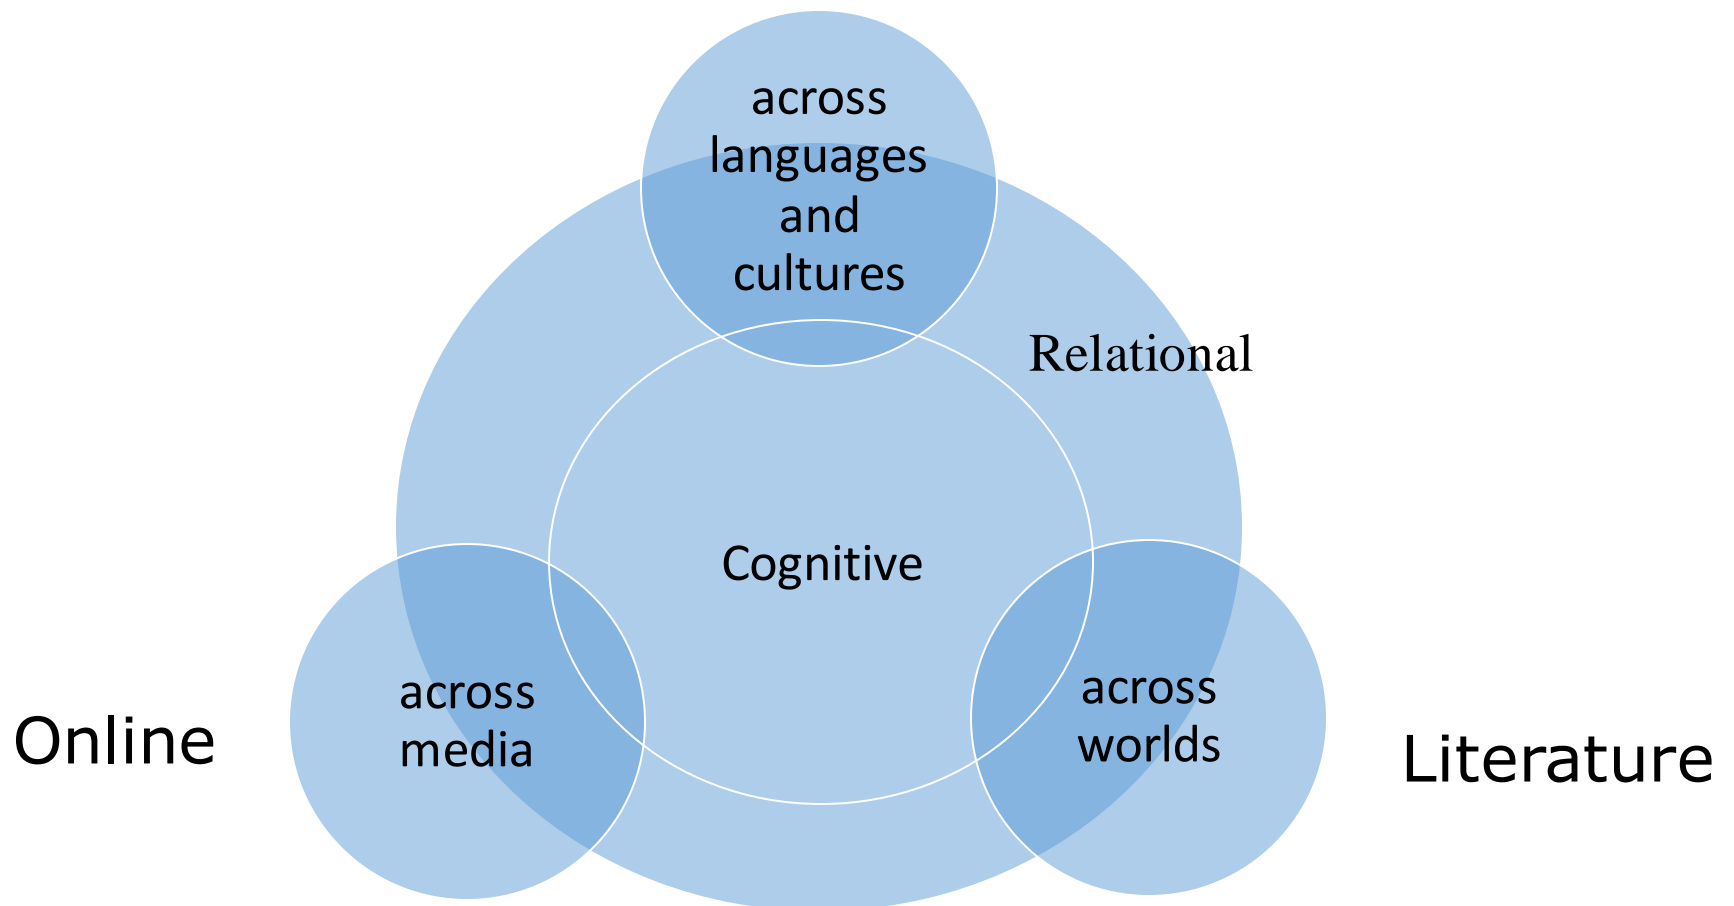 across
languages
and
cultures
Relational
Cognitive
across
media
across
worlds
Online
Literature